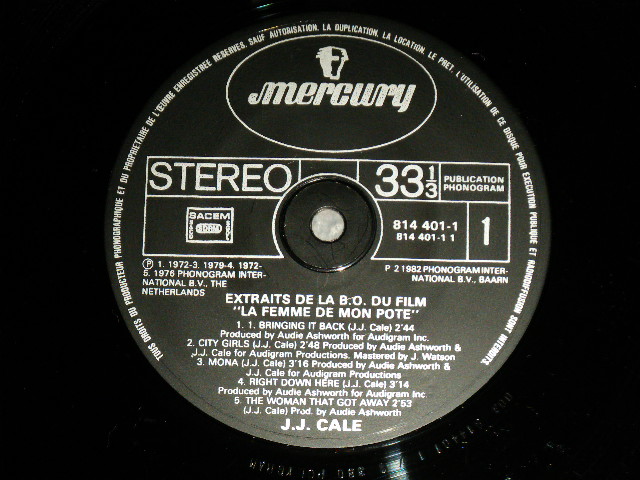 TOUS DROITS DU PRODUCTEUR PHONOGRAPHIQUE ET DU PROPRIETAIRE DE L'ŒUVRE ENREGISTREE RESERVES. SAUF AUTORISATION, LA DUPLICATION, LA LOCATION, LE PRET, L'UTILISATION DE CE DISQUE POUR EXECUTION PUBLIQUE ET RADIODIFFUSION SONT INTERDITS.
mercury
STEREO
33 1/3
PUBLICATION
PHONOGRAM
SACEM
814 401-1
814 401-1 1
1
Ⓟ 1. 1972-3. 1979-4. 1972-
5. 1976 PHONOGRAM INTER-
NATIONAL B.V., THE
NETHERLANDS
P 2 1982 PHONOGRAM INTER-
NATIONAL B.V., BAARN
EXTRAITS DE LA B.O. DU FILM
"LA FEMME DE MON POTE"
1. 1. BRINGING IT BACK (J.J. Cale) 2'44
Produced by Audie Ashworth for Audigram Inc.
2. CITY GIRLS (J.J. Cale) 2'48 Produced by Audie Ashworth &
J.J. Cale for Audigram Productions. Mastered by J. Watson
3. MONA (J.J. Cale) 3'16 Produced by Audie Ashworth &
J.J. Cale for Audigram Productions
4. RIGHT DOWN HERE (J.J. Cale) 3'14
Produced by Audie Ashworth for Audigram Inc.
5. THE WOMAN THAT GOT AWAY 2'53
(J.J. Cale) Prod. by Audie Ashworth
J.J. CALE